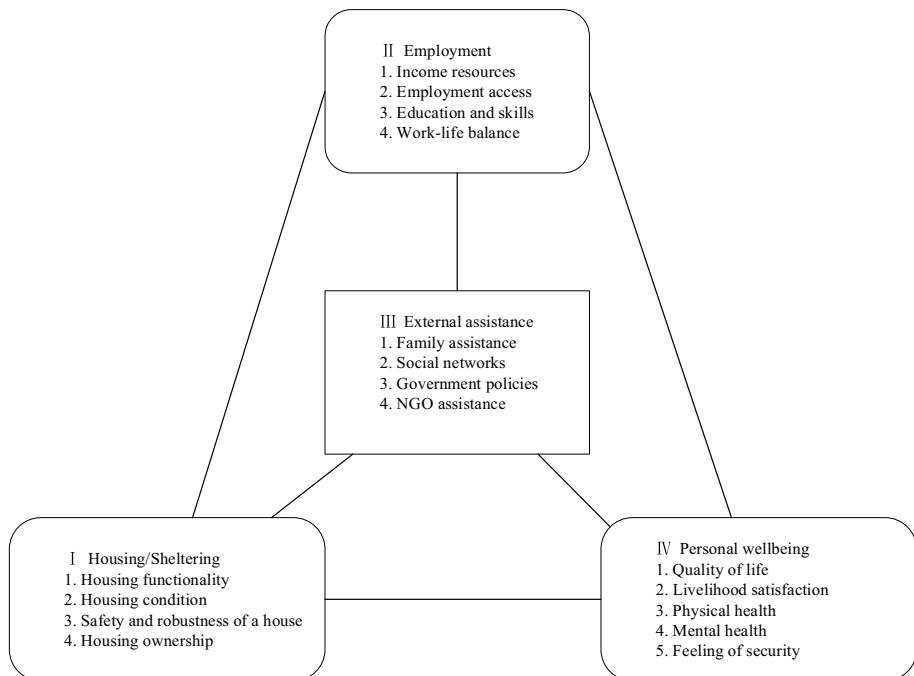 Ⅱ Employment
1. Income resources
2. Employment access
3. Education and skills
4. Work-life balance
Ⅲ External assistance
1. Family assistance
2. Social networks
3. Government policies
4. NGO assistance
Ⅰ Housing/Sheltering
1. Housing functionality
2. Housing condition
3. Safety and robustness of a house
4. Housing ownership
Ⅳ Personal wellbeing
1. Quality of life
2. Livelihood satisfaction
3. Physical health
4. Mental health
5. Feeling of security